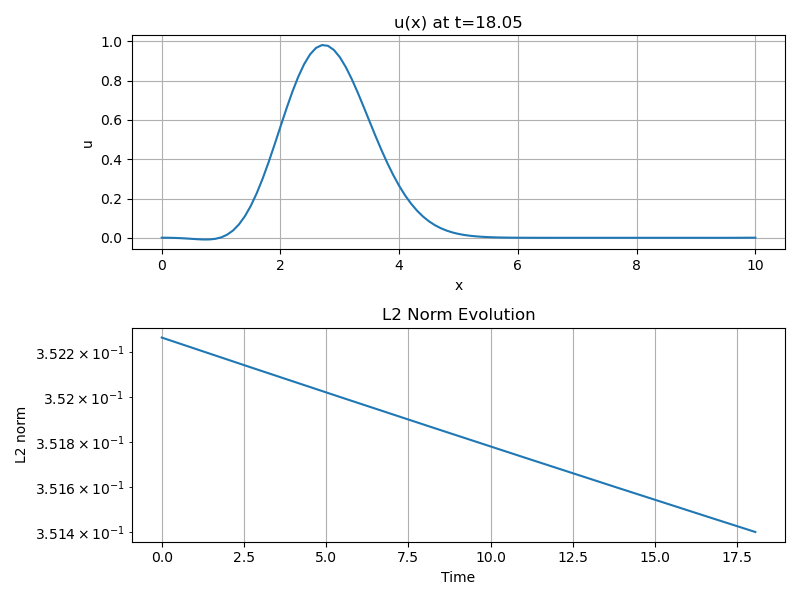 u(x) at t=18.05
u
1.0
0.8
0.6
0.4
0.2
0.0
0 2 4 6 8 10
x
L2 Norm Evolution
L2 norm
3.522 × 10⁻¹
3.52 × 10⁻¹
3.518 × 10⁻¹
3.516 × 10⁻¹
3.514 × 10⁻¹
0.0 2.5 5.0 7.5 10.0 12.5 15.0 17.5
Time